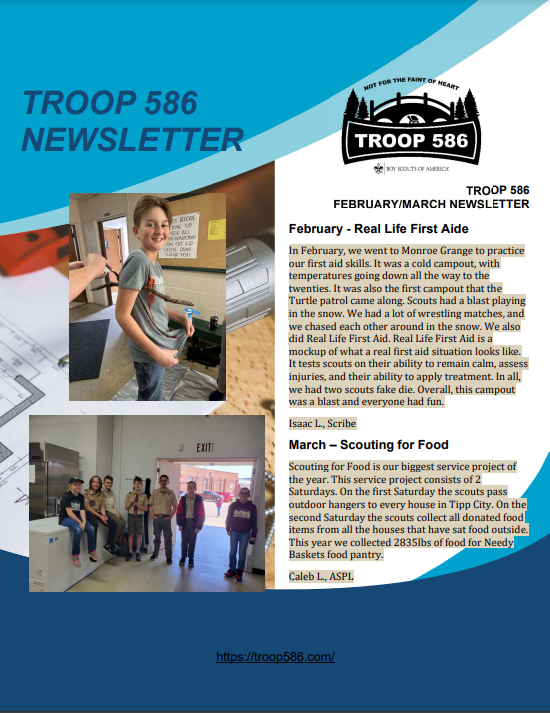 TROOP 586
NEWSLETTER
NOT FOR THE FAINT OF HEART
TROOP 586
BOY SCOUTS OF AMERICA
TROOP 586
FEBRUARY/MARCH NEWSLETTER
February - Real Life First Aide
In February, we went to Monroe Grange to practice
our first aid skills. It was a cold campout, with
temperatures going down all the way to the
twenties. It was also the first campout that the
Turtle patrol came along. Scouts had a blast playing
in the snow. We had a lot of wrestling matches, and
we chased each other around in the snow. We also
did Real Life First Aid. Real Life First Aid is a
mockup of what a real first aid situation looks like.
It tests scouts on their ability to remain calm, assess
injuries, and their ability to apply treatment. In all,
we had two scouts fake die. Overall, this campout
was a blast and everyone had fun.
Isaac L., Scribe
March – Scouting for Food
Scouting for Food is our biggest service project of
the year. This service project consists of 2
Saturdays. On the first Saturday the scouts pass
outdoor hangers to every house in Tipp City. On the
second Saturday the scouts collect all donated food
items from all the houses that have sat food outside.
This year we collected 2835lbs of food for Needy
Baskets food pantry.
Caleb L., ASPL
EXIT
https://troop586.com/